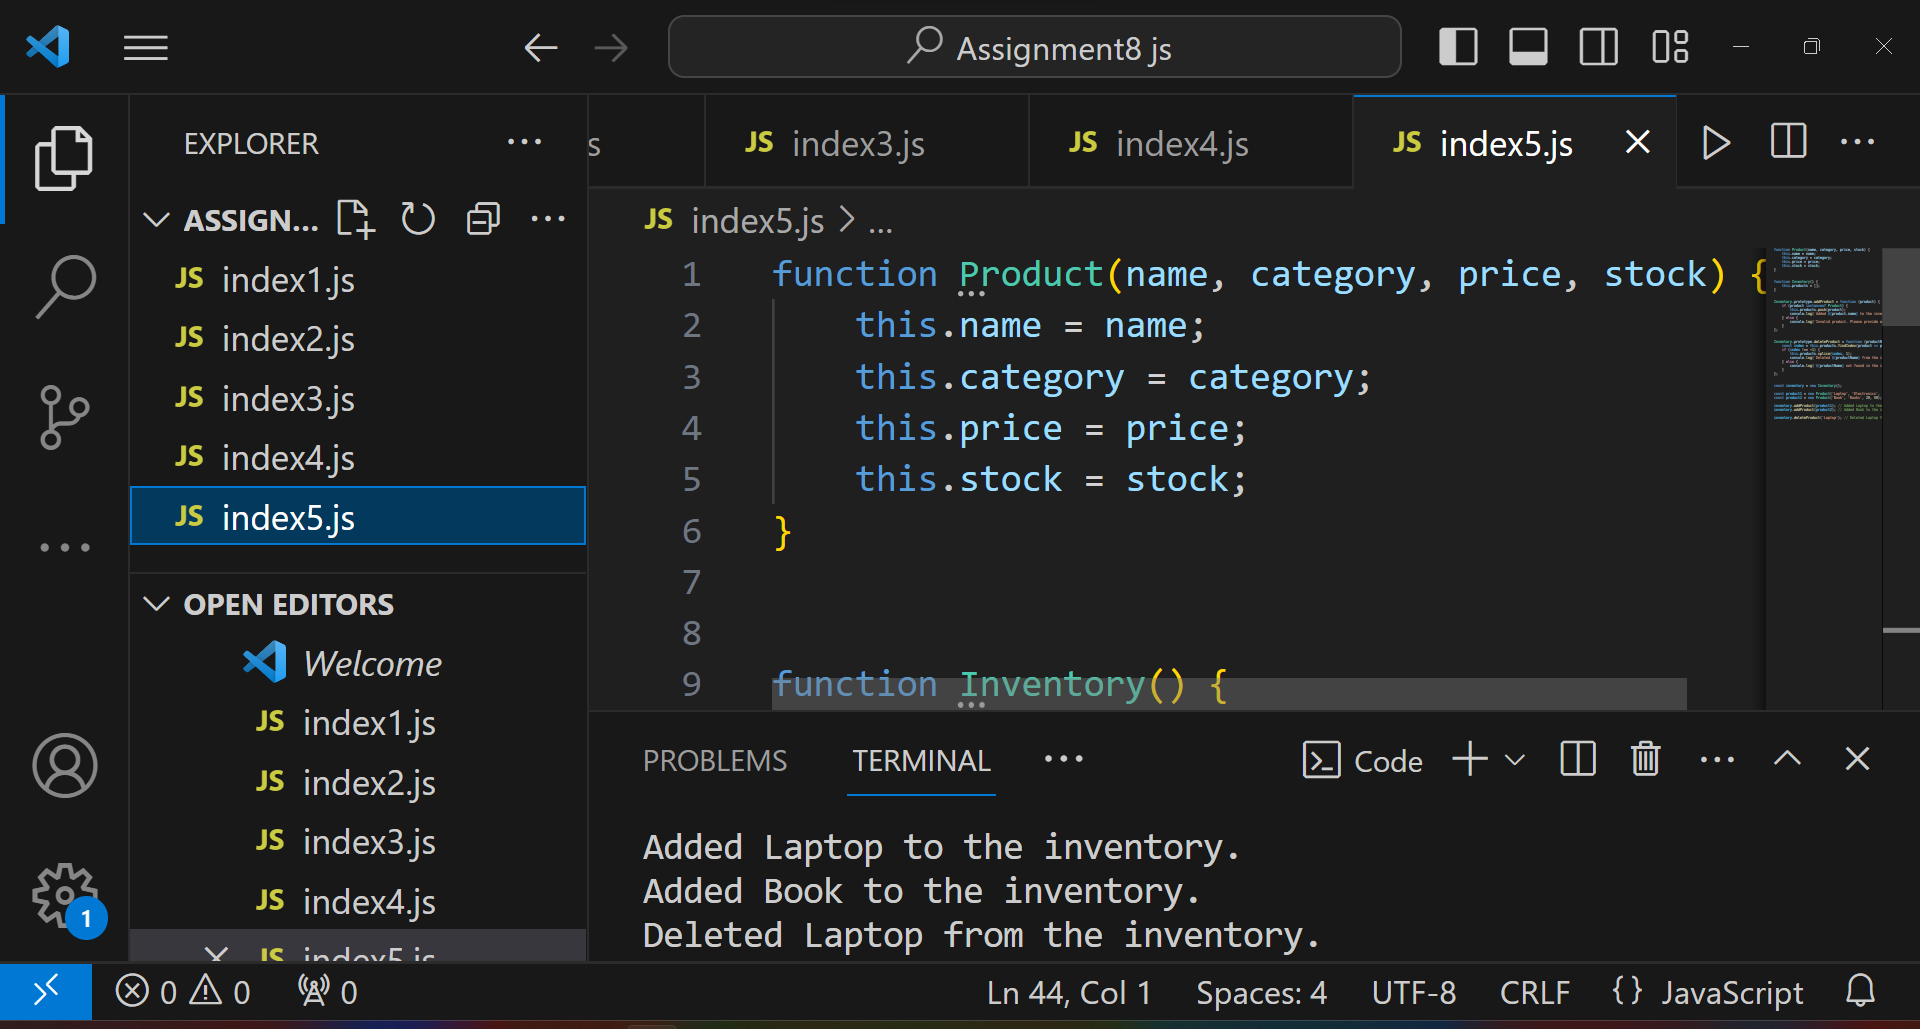 Assignment8 js
EXPLORER
ASSIGN...
JS index1.js
JS index2.js
JS index3.js
JS index4.js
JS index5.js
OPEN EDITORS
Welcome
JS index1.js
JS index2.js
JS index3.js
JS index4.js
JS index5.js
1
s JS index3.js JS index4.js JS index5.js
JS index5.js > ...
1 function Product(name, category, price, stock) {
2 this.name = name;
3 this.category = category;
4 this.price = price;
5 this.stock = stock;
6 }
7
8
9 function Inventory() {
PROBLEMS TERMINAL ... Code
Added Laptop to the inventory.
Added Book to the inventory.
Deleted Laptop from the inventory.
0 0 0 Ln 44, Col 1 Spaces: 4 UTF-8 CRLF {} JavaScript